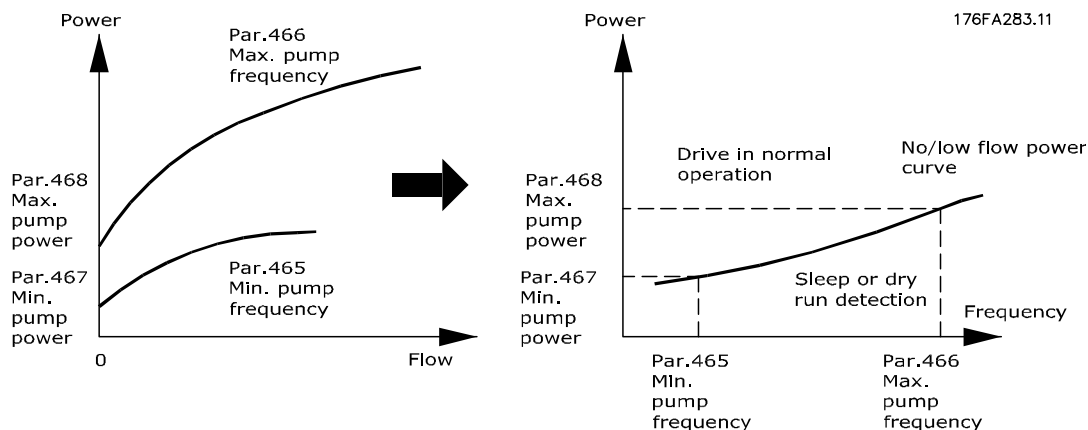 Power
Par.466
Max. pump
frequency
Par.468
Max.
pump
power
Par.467
Min.
pump
power
Par.465
Min. pump
frequency
0
Flow
Power
176FA283.11
Drive in normal
operation
No/low flow power
curve
Par.468
Max.
pump
power
Par.467
Min.
pump
power
Sleep or dry
run detection
Frequency
Par.465
Min.
pump
frequency
Par.466
Max.
pump
frequency